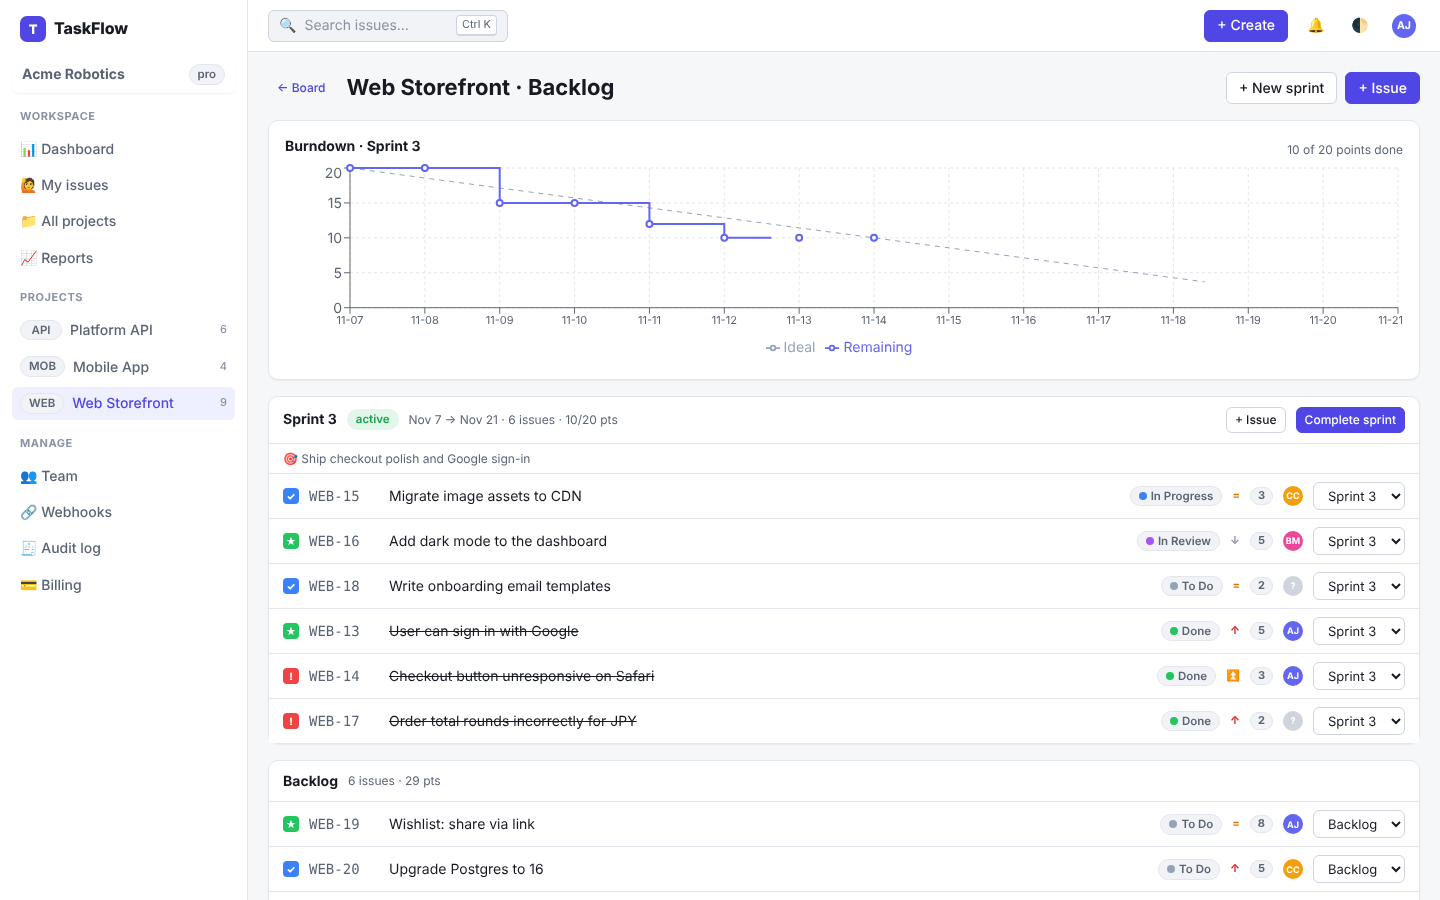 T TaskFlow
Acme Robotics pro
WORKSPACE
Dashboard
My issues
All projects
Reports
PROJECTS
API Platform API 6
MOB Mobile App 4
WEB Web Storefront 9
MANAGE
Team
Webhooks
Audit log
Billing
Search issues... Ctrl K
+ Create
AJ
← Board
Web Storefront · Backlog
+ New sprint
+ Issue
Burndown · Sprint 3
10 of 20 points done
20
15
10
5
0
11-07 11-08 11-09 11-10 11-11 11-12 11-13 11-14 11-15 11-16 11-17 11-18 11-19 11-20 11-21
Ideal Remaining
Sprint 3 active Nov 7 → Nov 21 · 6 issues · 10/20 pts + Issue Complete sprint
Ship checkout polish and Google sign-in
WEB-15 Migrate image assets to CDN In Progress = 3 CC Sprint 3
WEB-16 Add dark mode to the dashboard In Review ↓ 5 BM Sprint 3
WEB-18 Write onboarding email templates To Do = 2 ? Sprint 3
WEB-13 User can sign in with Google Done ↑ 5 AJ Sprint 3
! WEB-14 Checkout button unresponsive on Safari Done 3 AJ Sprint 3
! WEB-17 Order total rounds incorrectly for JPY Done ↑ 2 ? Sprint 3
Backlog 6 issues · 29 pts
WEB-19 Wishlist: share via link To Do = 8 AJ Backlog
WEB-20 Upgrade Postgres to 16 To Do ↑ 5 CC Backlog